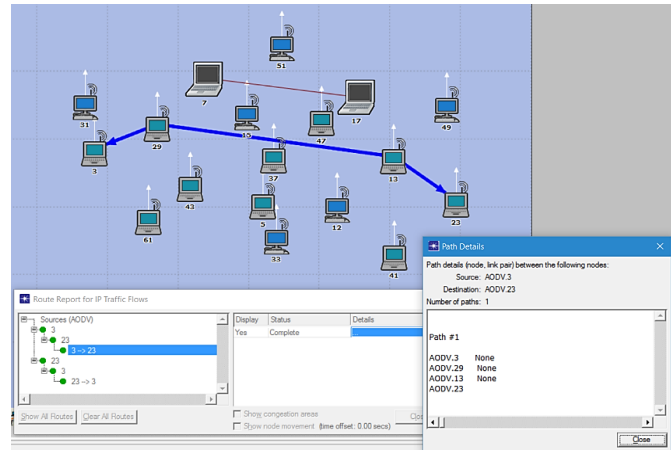 51
7
17
31
29
15
47
49
3
37
13
43
5
12
23
61
33
41
Path Details
Path details (node, link pair) between the following nodes:
Source: AODV.3
Destination: AODV.23
Number of paths: 1
Path #1
AODV.3 None
AODV.29 None
AODV.13 None
AODV.23
Close
Route Report for IP Traffic Flows
Sources (AODV)
3
23
3 --> 23
23
3
23 --> 3
Display Status Details
Yes Complete ...
Show All Routes Clear All Routes
Show congestion areas
Show node movement (time offset: 0.00 secs)